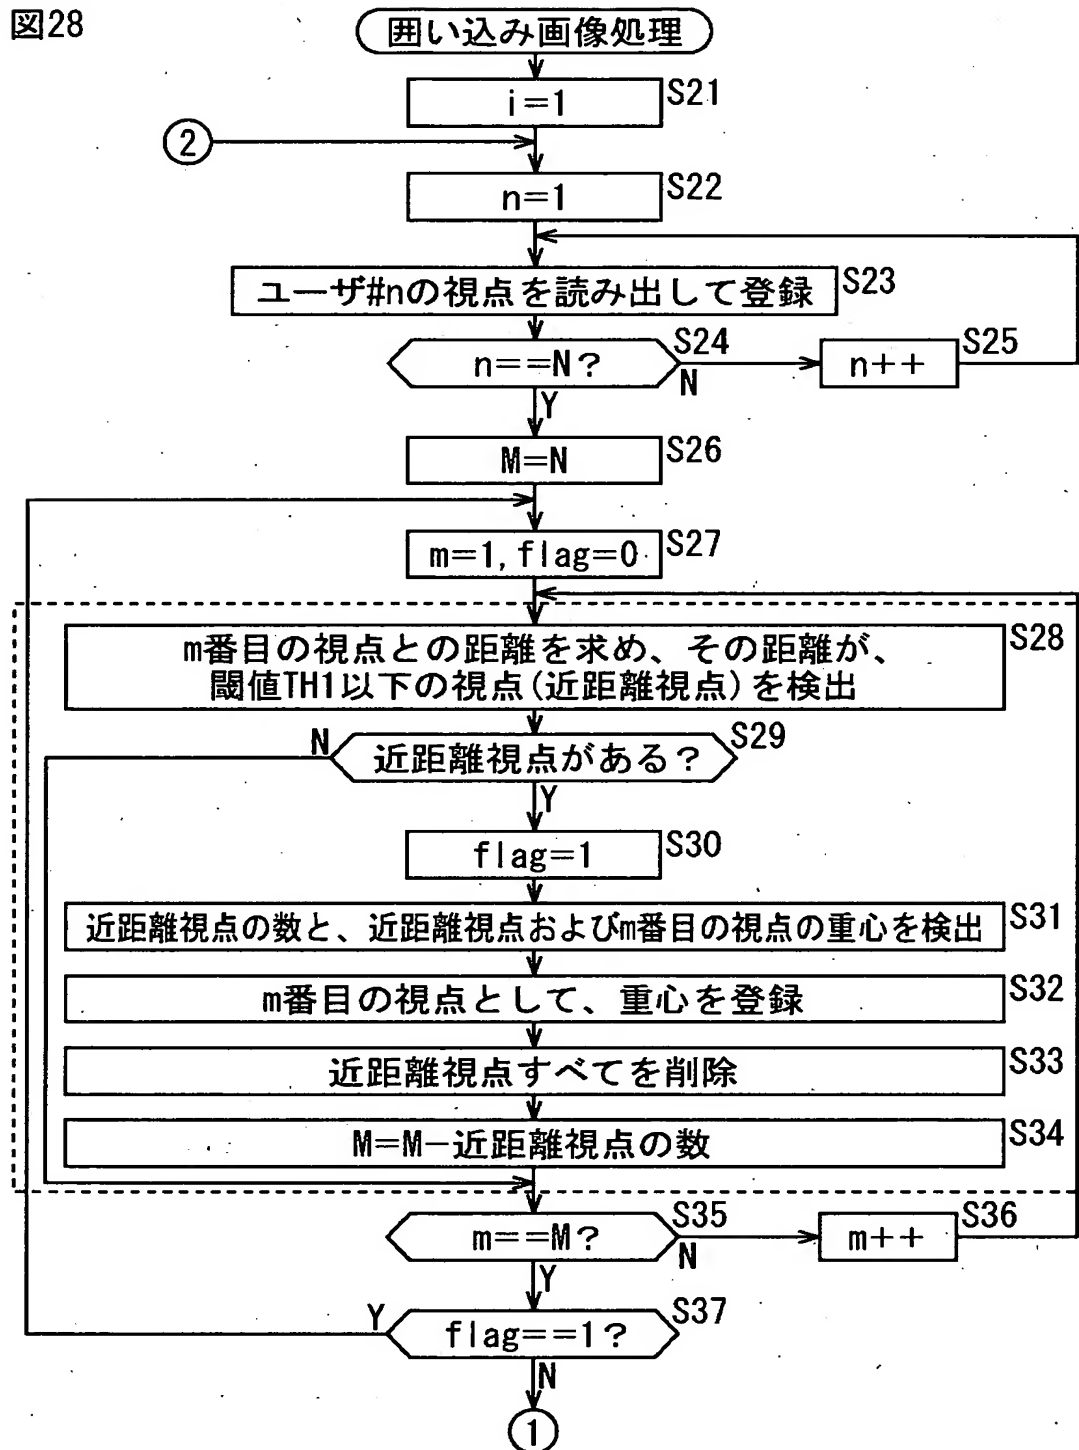 図28
囲い込み画像処理
i=1
S21
②
n=1
S22
ユーザ#nの視点を読み出して登録
S23
n==N?
S24
N
n++
S25
Y
M=N
S26
m=1,flag=0
S27
m番目の視点との距離を求め、その距離が、
閾値TH1以下の視点(近距離視点)を検出
S28
N
近距離視点がある?
S29
Y
flag=1
S30
近距離視点の数と、近距離視点およびm番目の視点の重心を検出
S31
m番目の視点として、重心を登録
S32
近距離視点すべてを削除
S33
M=M−近距離視点の数
S34
m==M?
S35
N
m++
S36
Y
Y
flag==1?
S37
N
①